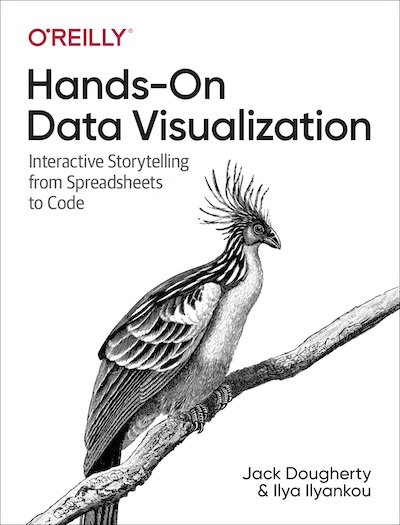 O'REILLY®
Hands-On
Data Visualization
Interactive Storytelling
from Spreadsheets
to Code
Jack Dougherty
& Ilya Ilyankou